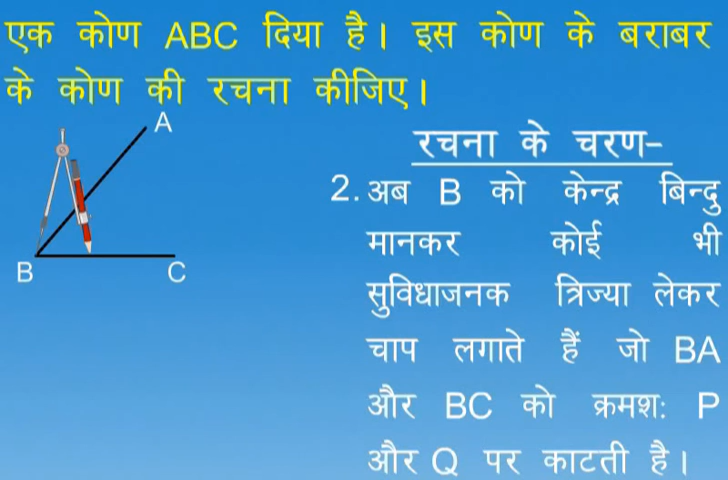 एक कोण ABC दिया है। इस कोण के बराबर
के कोण की रचना कीजिए।
A
B
C
रचना के चरण-
2. अब B को केन्द्र बिन्दु
मानकर कोई भी
सुविधाजनक त्रिज्या लेकर
चाप लगाते हैं जो BA
और BC को क्रमश: P
और Q पर काटती है।